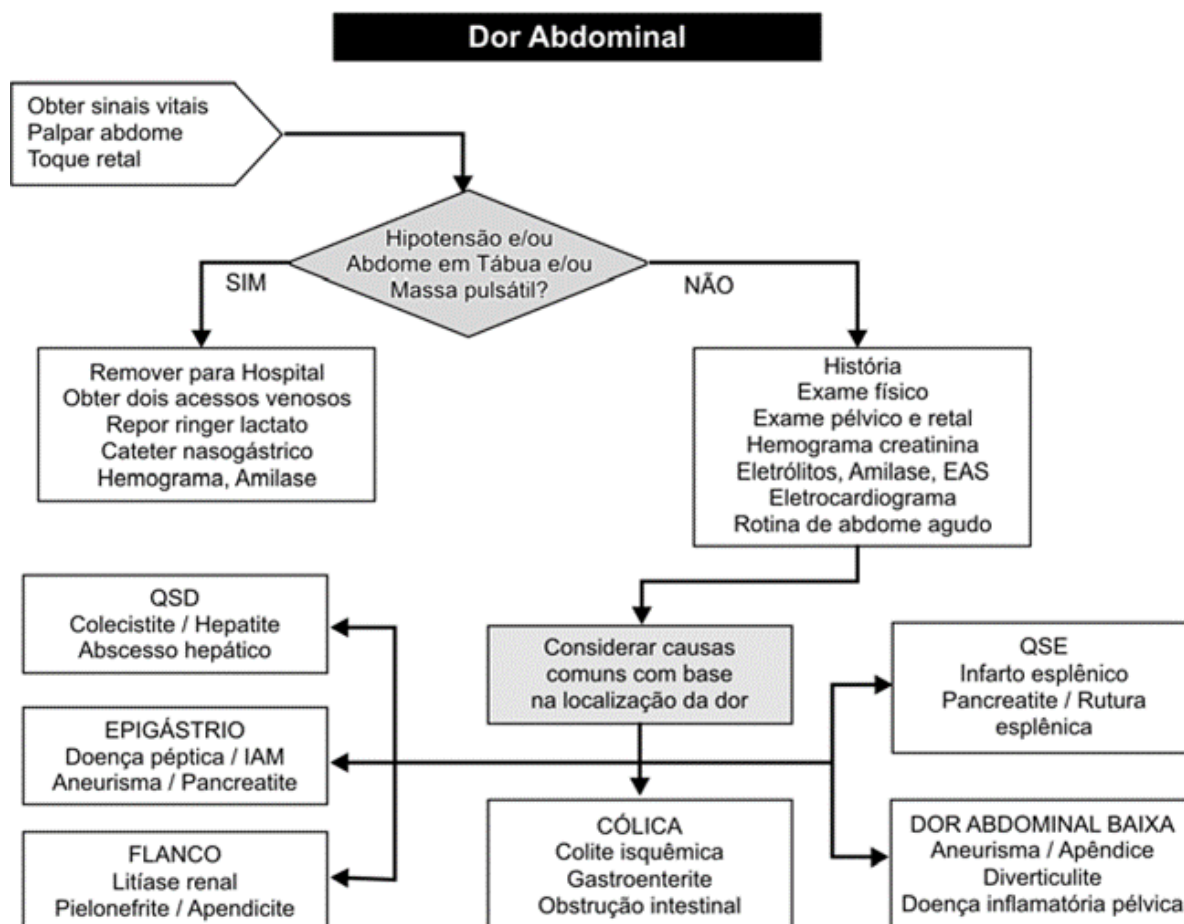 Dor Abdominal
Obter sinais vitais
Palpar abdome
Toque retal
Hipotensão e/ou
Abdome em Tábua e/ou
Massa pulsátil?
SIM
NÃO
Remover para Hospital
Obter dois acessos venosos
Repor ringer lactato
Cateter nasogástrico
Hemograma, Amilase
História
Exame físico
Exame pélvico e retal
Hemograma creatinina
Eletrólitos, Amilase, EAS
Eletrocardiograma
Rotina de abdome agudo
QSD
Colecistite / Hepatite
Abscesso hepático
Considerar causas
comuns com base
na localização da dor
QSE
Infarto esplênico
Pancreatite / Rutura
esplênica
EPIGÁSTRIO
Doença péptica / IAM
Aneurisma / Pancreatite
FLANCO
Litíase renal
Pielonefrite / Apendicite
CÓLICA
Colite isquêmica
Gastroenterite
Obstrução intestinal
DOR ABDOMINAL BAIXA
Aneurisma / Apêndice
Diverticulite
Doença inflamatória pélvica